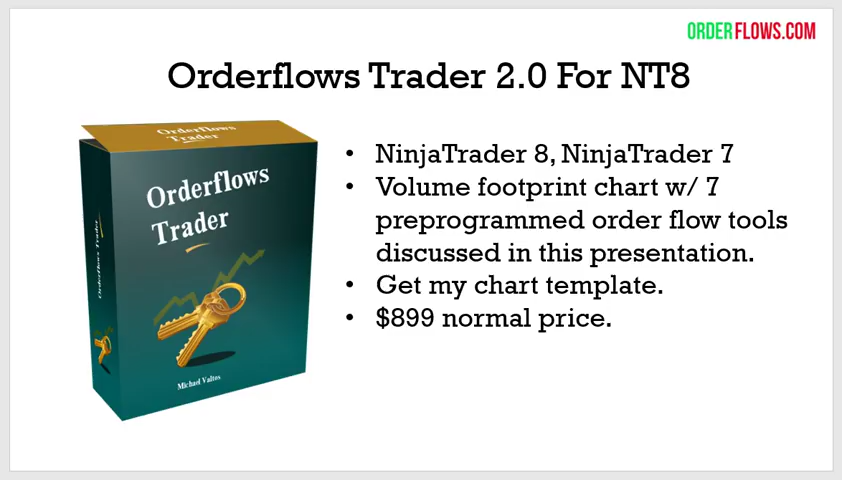 ORDERFLOWS.COM
Orderflows Trader 2.0 For NT8
Orderflows
Trader
Orderflows
Trader
Orderflows Trader
Michael Valtos
• NinjaTrader 8, NinjaTrader 7
• Volume footprint chart w/ 7
preprogrammed order flow tools
discussed in this presentation.
• Get my chart template.
• $899 normal price.